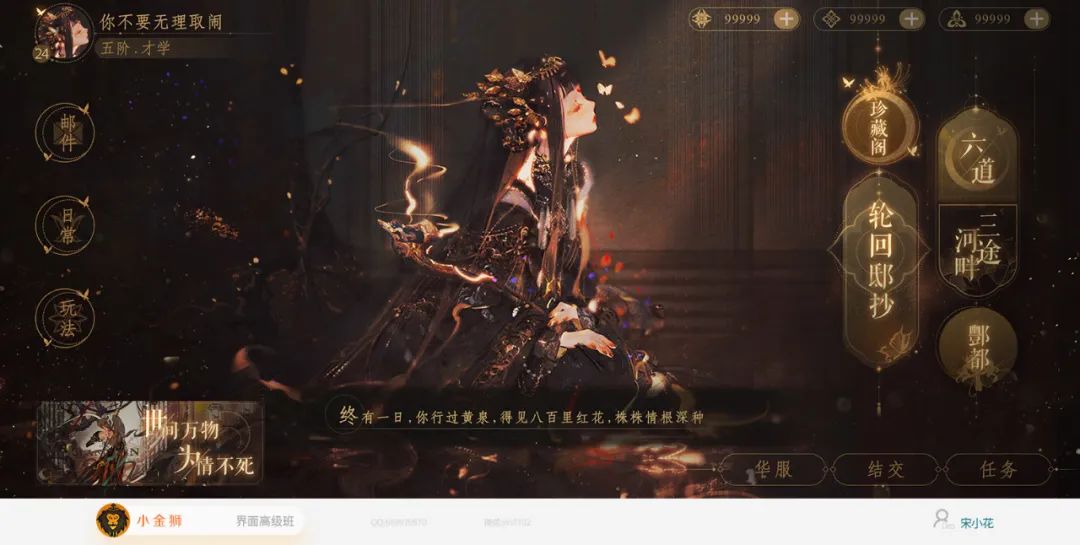 你不要无理取闹
五阶.才学
24
99999
99999
99999
邮件
日常
玩法
珍藏阁
轮回邸抄
六道
三途河畔
酆都
终有一日,你行过黄泉,得见八百里红花,株株情根深种
世间万物
为情不死
华服
结交
任务
小金狮
界面高级班
宋小花